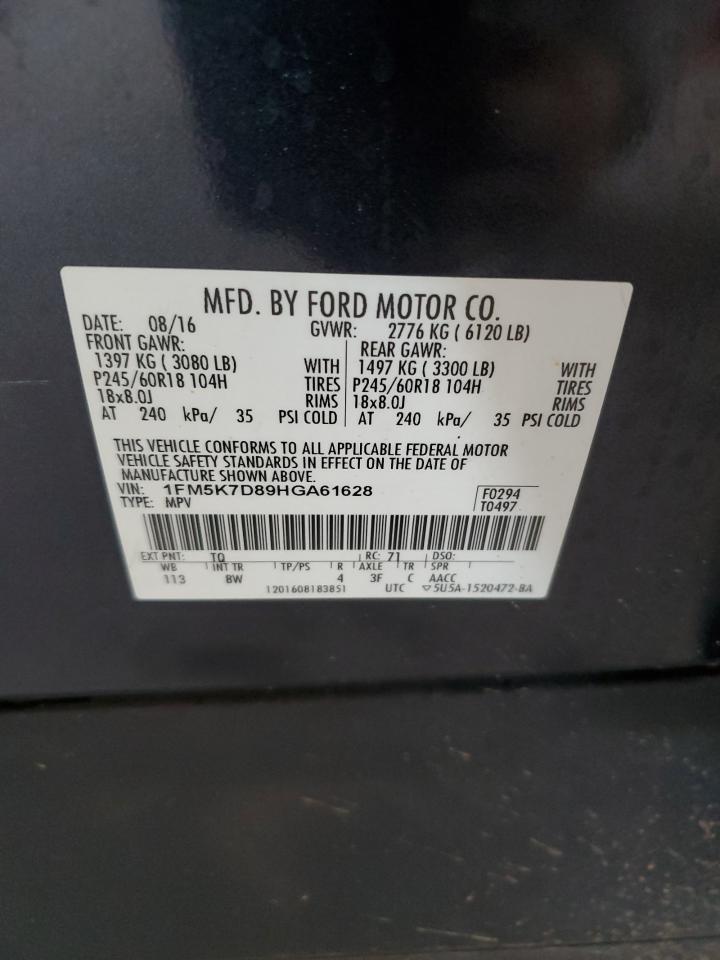 MFD. BY FORD MOTOR CO.
DATE: 08/16 GVWR: 2776 KG ( 6120 LB)
FRONT GAWR: REAR GAWR:
1397 KG ( 3080 LB) WITH 1497 KG ( 3300 LB) WITH
P245/60R18 104H TIRES P245/60R18 104H TIRES
18x8.0J RIMS 18x8.0J RIMS
AT 240 kPa/ 35 PSI COLD AT 240 kPa/ 35 PSI COLD
THIS VEHICLE CONFORMS TO ALL APPLICABLE FEDERAL MOTOR
VEHICLE SAFETY STANDARDS IN EFFECT ON THE DATE OF
MANUFACTURE SHOWN ABOVE.
VIN: 1FM5K7D89HGA61628 F0294
TYPE: MPV T0497
EXT PNT: TQ RC: 71 DSO:
WB INT TR TP/PS R AXLE TR SPR
113 BW 4 3F C AACC
1201608183851 UTC ▽5U5A-1520472-BA